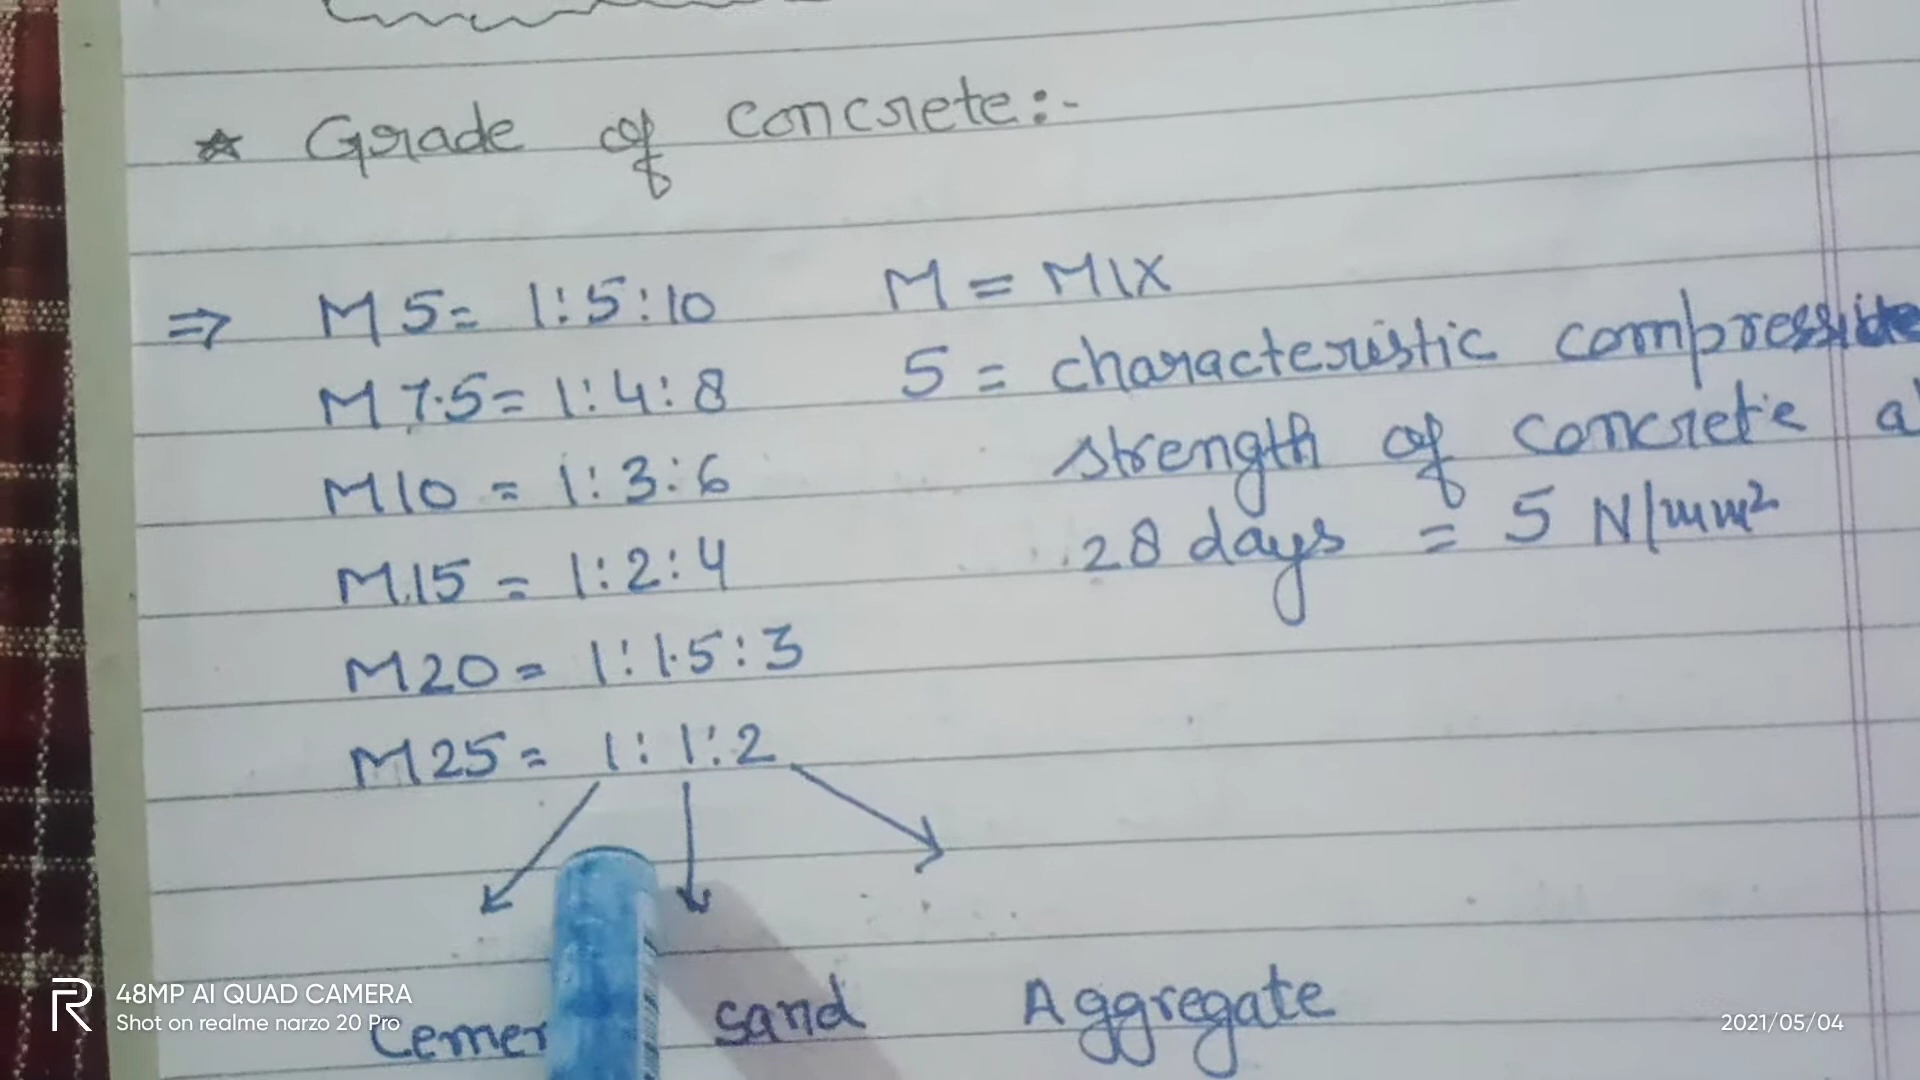 ☆ Grade of concrete:-
⇒ M 5 = 1:5:10 M = MIX
M 7.5 = 1:4:8 5 = characteristic compressive
M10 = 1:3:6 strength of concrete
M15 = 1:2:4 28 days = 5 N/mm²
M20 = 1:1.5:3
M25 = 1:1:2
sand Aggregate
48MP AI QUAD CAMERA
Shot on realme narzo 20 Pro
2021/05/04